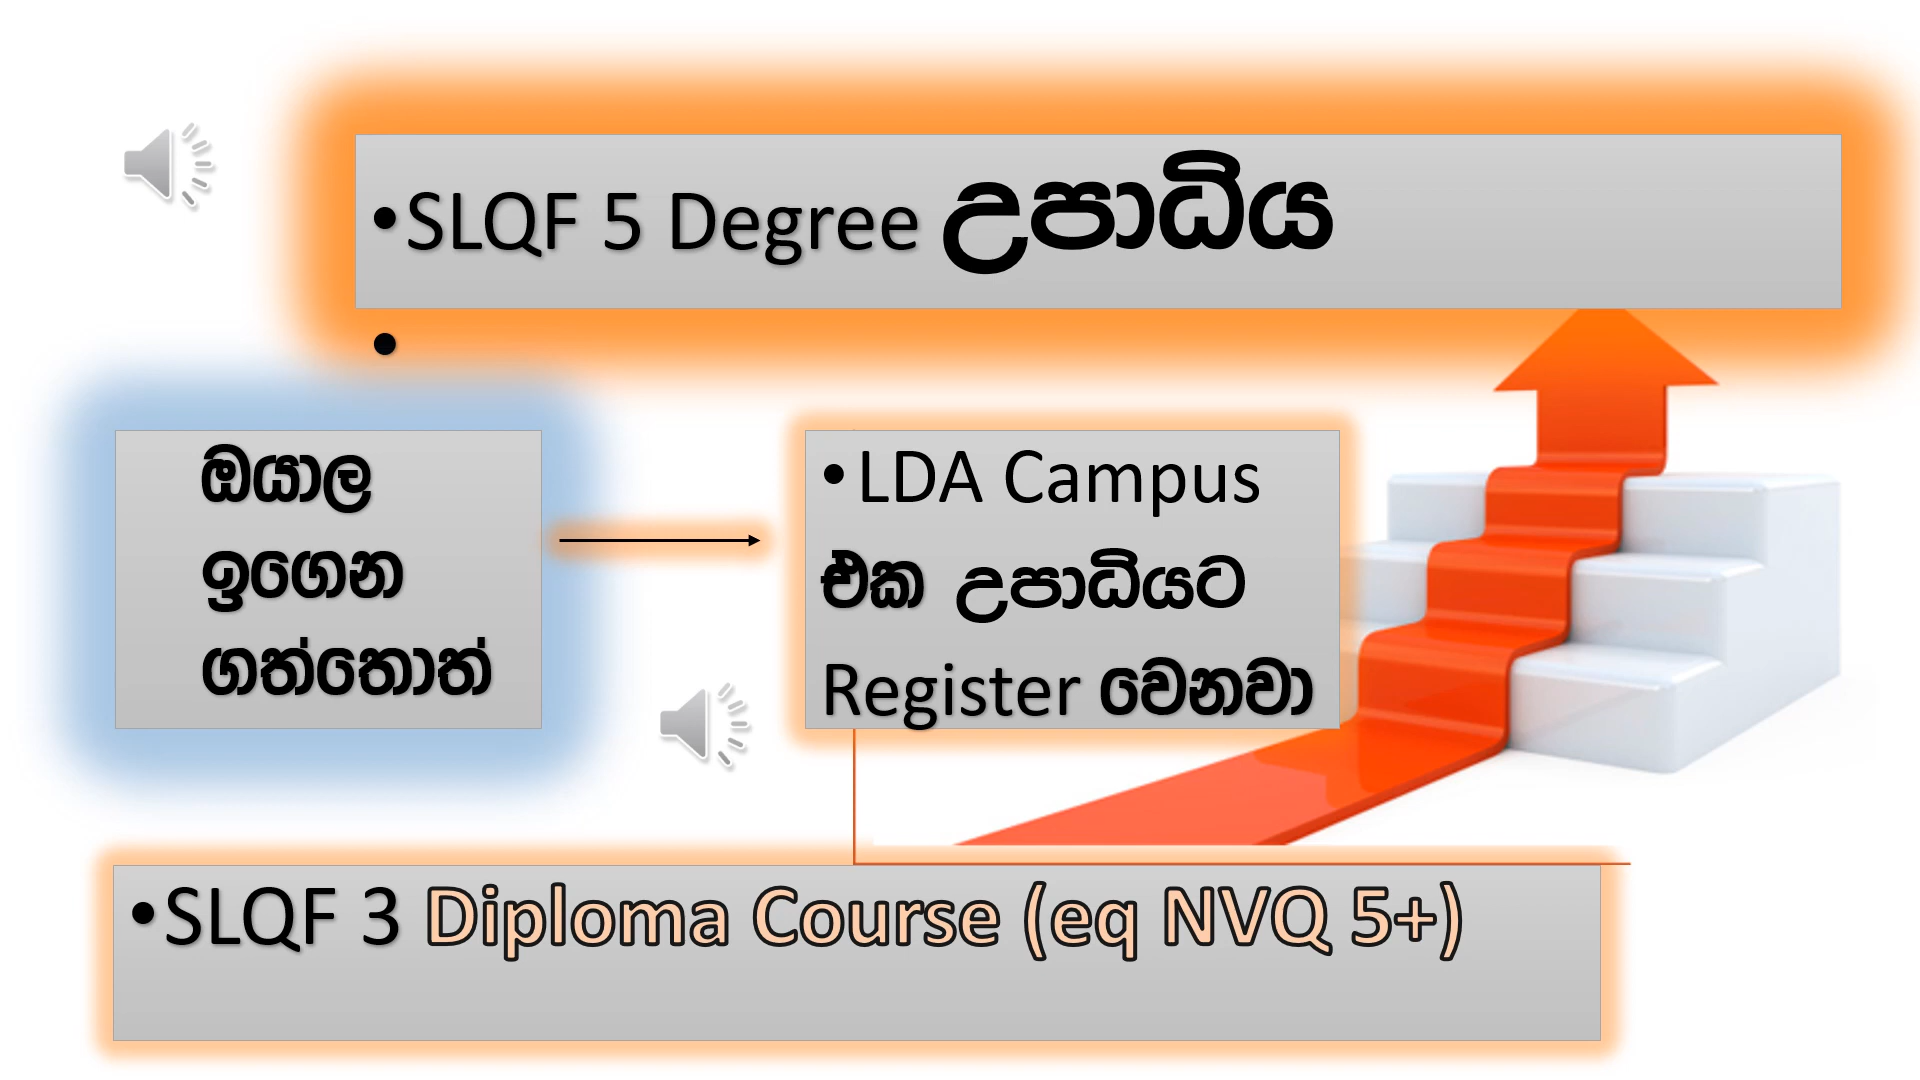 •SLQF 5 Degree උපාධිය
•
ඔයාල
ඉගෙන
ගත්තොත්
•LDA Campus
එක උපාධියට
Register වෙනවා
•SLQF 3 Diploma Course (eq NVQ 5+)